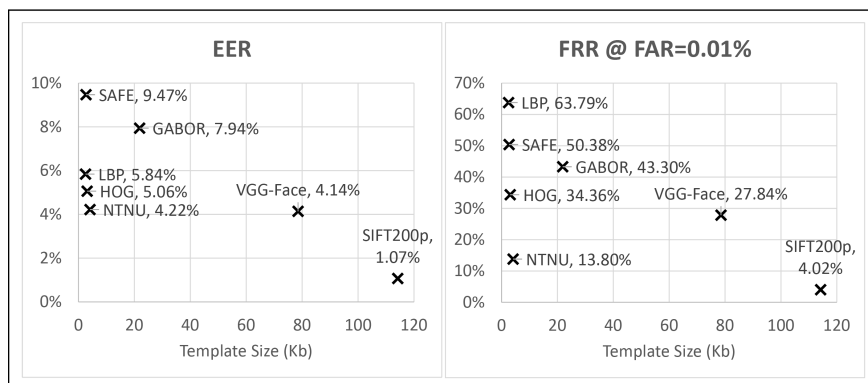 EER
10%
8%
6%
4%
2%
0%
SAFE, 9.47%
GABOR, 7.94%
LBP, 5.84%
HOG, 5.06%
NTNU, 4.22%
VGG-Face, 4.14%
SIFT200p,
1.07%
0 20 40 60 80 100 120
Template Size (Kb)
FRR @ FAR=0.01%
70%
60%
50%
40%
30%
20%
10%
0%
LBP, 63.79%
SAFE, 50.38%
GABOR, 43.30%
HOG, 34.36%
VGG-Face, 27.84%
NTNU, 13.80%
SIFT200p,
4.02%
0 20 40 60 80 100 120
Template Size (Kb)